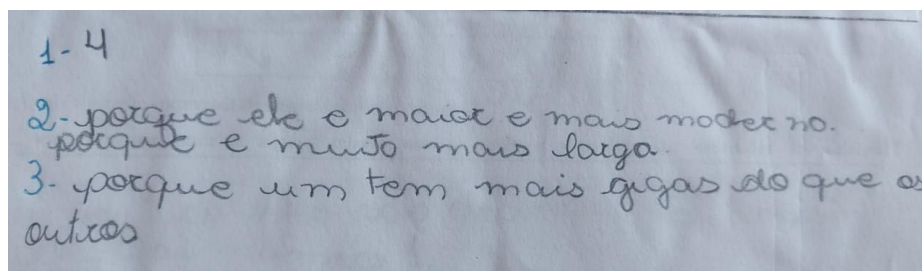 1- 4
2- porque ele e maior e mais moderno.
porque e muito mais larga.
3- porque um tem mais gigas do que os
outros